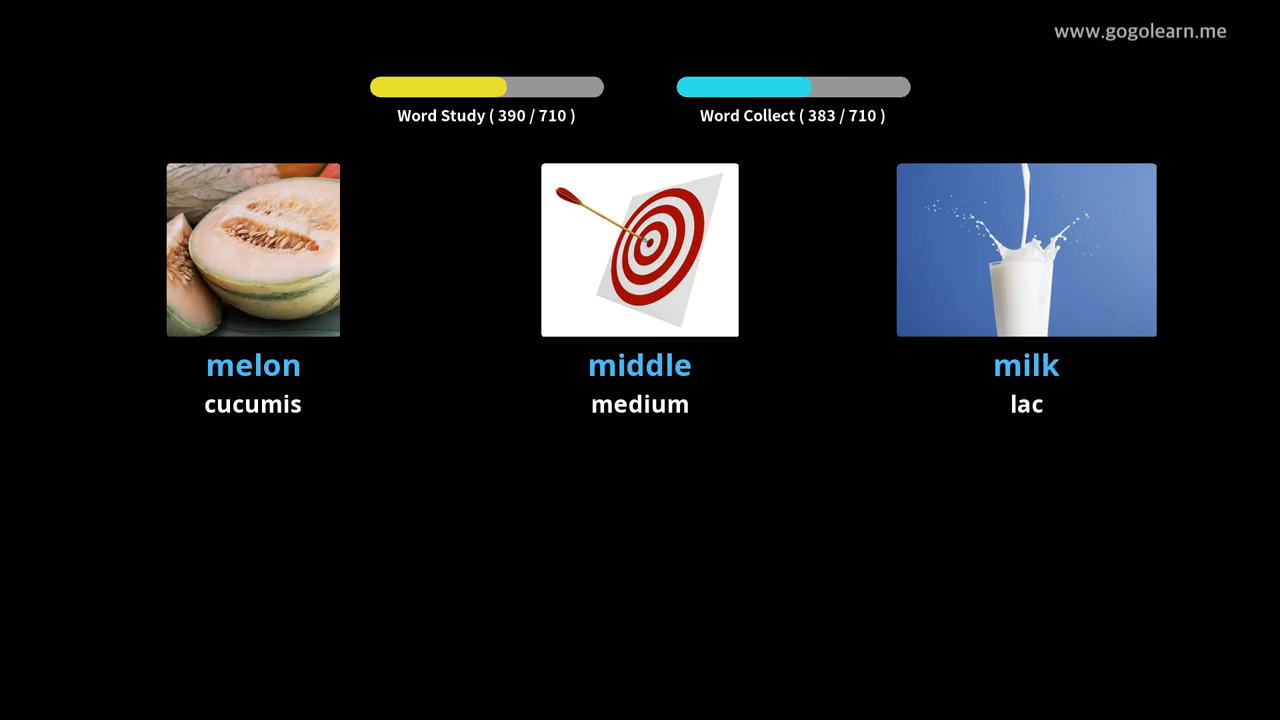 www.gogolearn.me
Word Study ( 390 / 710 )
Word Collect ( 383 / 710 )
melon
middle
milk
cucumis
medium
lac